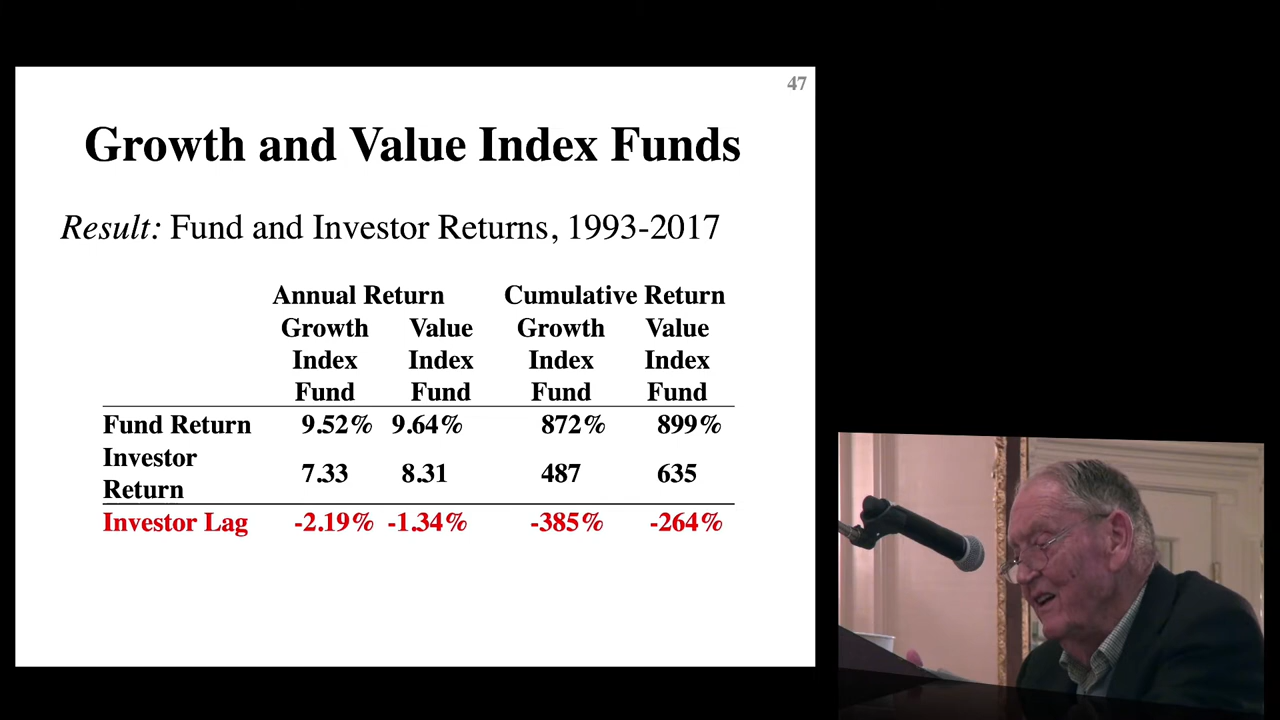 47
Growth and Value Index Funds
Result: Fund and Investor Returns, 1993-2017
Annual Return Cumulative Return
Growth Value Growth Value
Index Index Index Index
Fund Fund Fund Fund
Fund Return 9.52% 9.64% 872% 899%
Investor
Return 7.33 8.31 487 635
Investor Lag -2.19% -1.34% -385% -264%